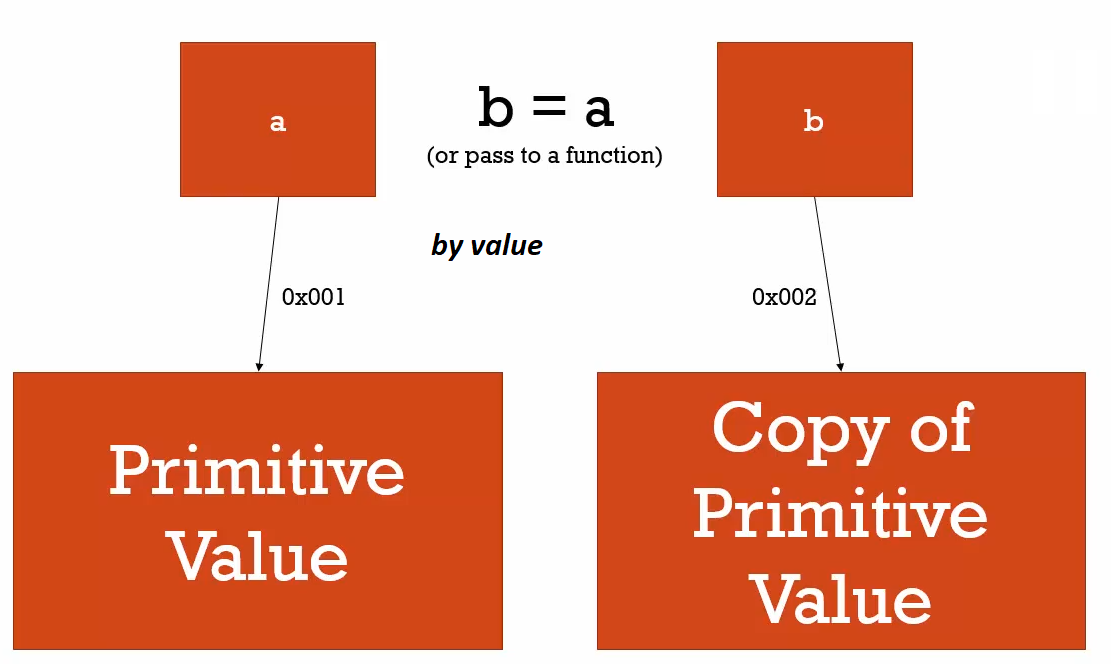 a
b = a
(or pass to a function)
b
by value
0x001
0x002
Primitive
Value
Copy of
Primitive
Value